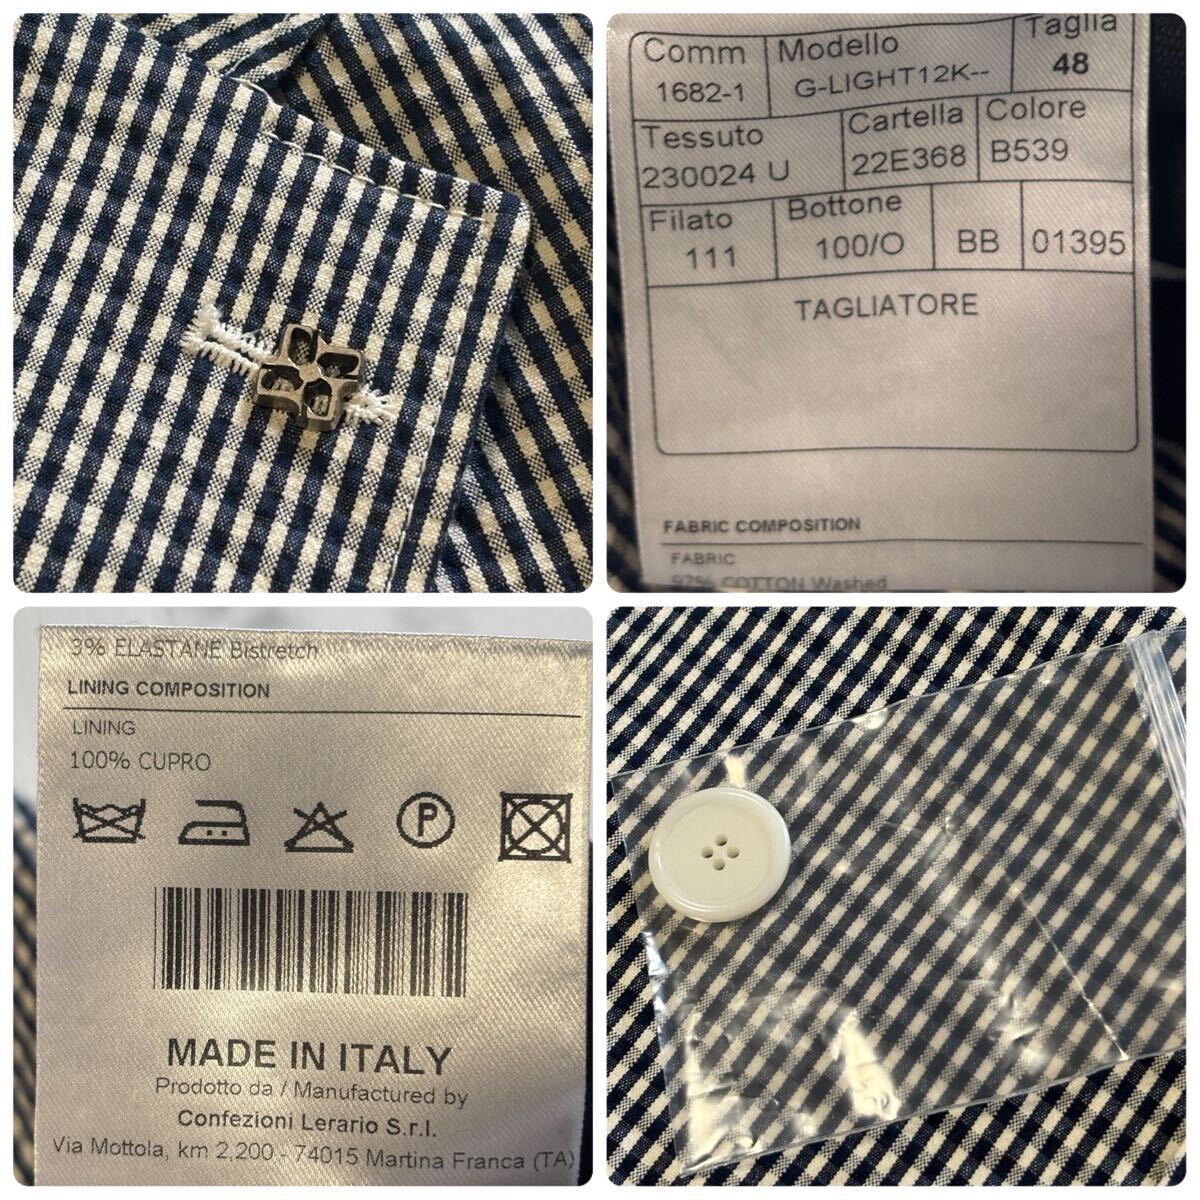 Comm Modello Taglia
1682-1 G-LIGHT12K-- 48
Tessuto Cartella Colore
230024 U 22E368 B539
Filato Bottone
111 100/O BB 01395
TAGLIATORE
FABRIC COMPOSITION
FABRIC
97% COTTON Washed
3% ELASTANE Bistretch
LINING COMPOSITION
LINING
100% CUPRO
P
MADE IN ITALY
Prodotto da / Manufactured by
Confezioni Lerario S.r.l.
Via Mottola, km 2,200 - 74015 Martina Franca (TA)